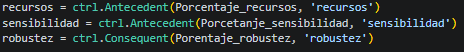 recursos = ctrl.Antecedent(Porcentaje_recursos, 'recursos')
sensibilidad = ctrl.Antecedent(Porcetanje_sensibilidad, 'sensibilidad')
robustez = ctrl.Consequent(Porentaje_robustez, 'robustez')